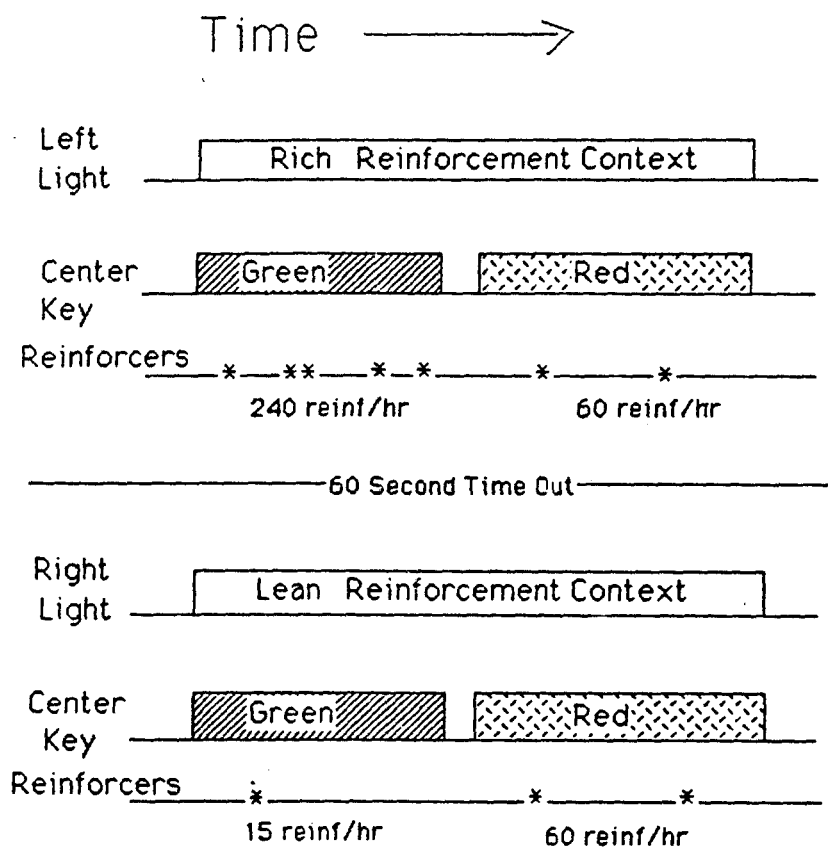 Time
Left
Light
Rich Reinforcement Context
Center
Key
Green
Red
Reinforcers
240 reinf/hr
60 reinf/hr
60 Second Time Out
Right
Light
Lean Reinforcement Context
Center
Key
Green
Red
Reinforcers
15 reinf/hr
60 reinf/hr